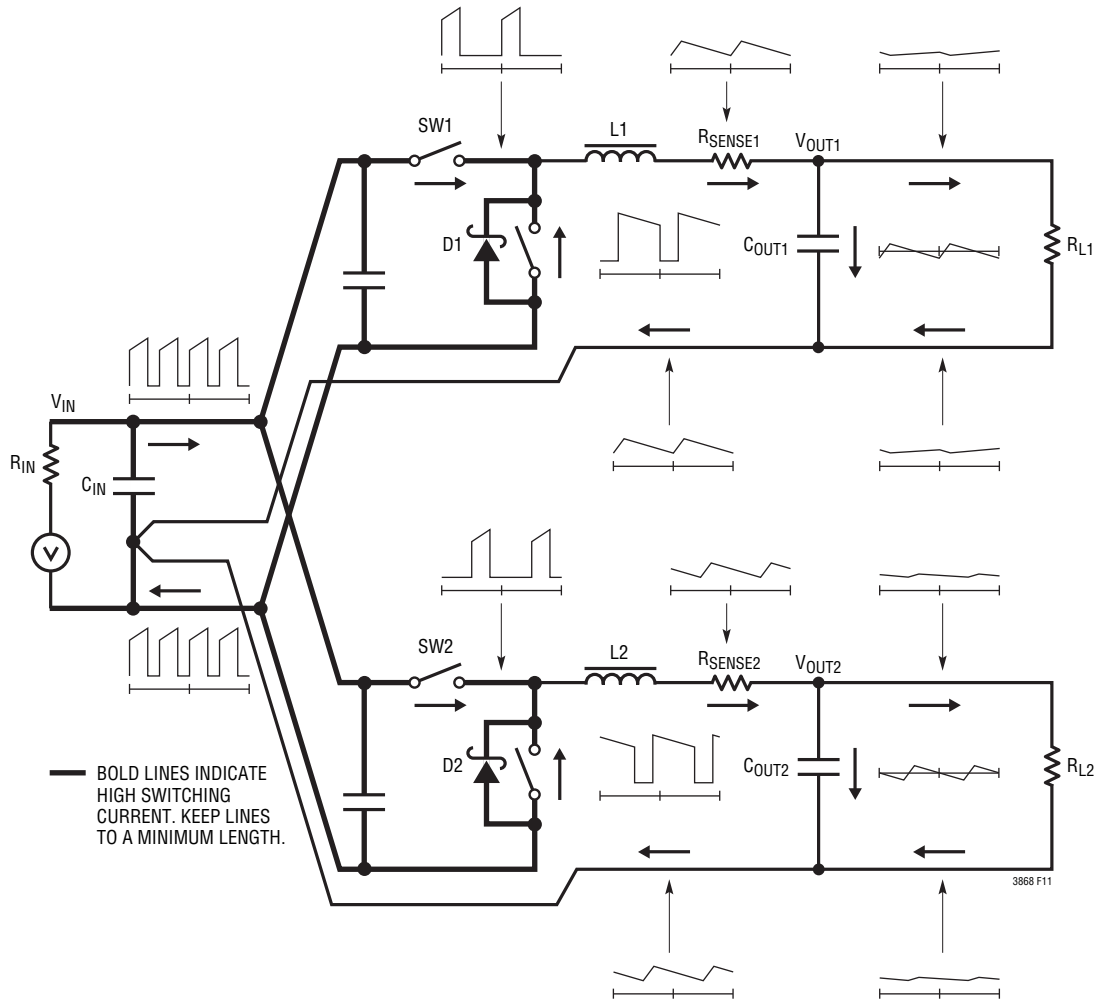 SW1
L1
RSENSE1
VOUT1
D1
COUT1
RL1
VIN
RIN
CIN
V
SW2
L2
RSENSE2
VOUT2
D2
COUT2
RL2
BOLD LINES INDICATE
HIGH SWITCHING
CURRENT. KEEP LINES
TO A MINIMUM LENGTH.
3868 F11